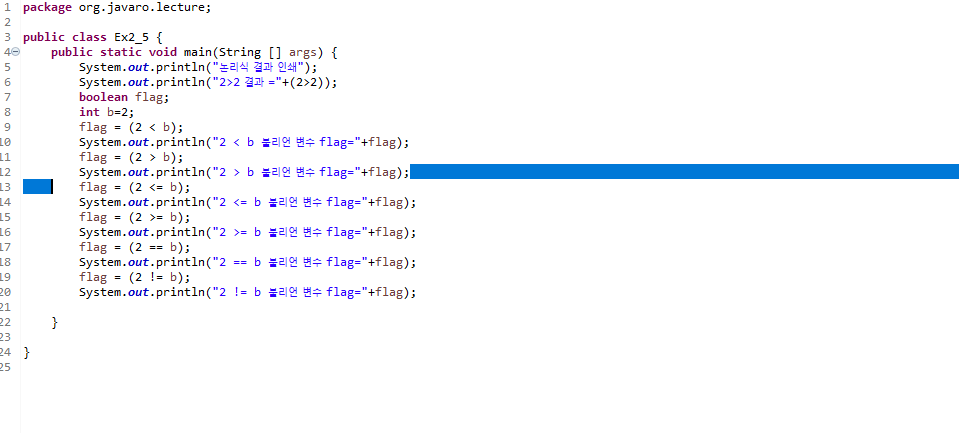 1 package org.javaro.lecture;
2
3 public class Ex2_5 {
4 public static void main(String [] args) {
5 System.out.println("논리식 결과 인쇄");
6 System.out.println("2>2 결과 ="+(2>2));
7 boolean flag;
8 int b=2;
9 flag = (2 < b);
10 System.out.println("2 < b 불리언 변수 flag="+flag);
11 flag = (2 > b);
12 System.out.println("2 > b 불리언 변수 flag="+flag);
13 flag = (2 <= b);
14 System.out.println("2 <= b 불리언 변수 flag="+flag);
15 flag = (2 >= b);
16 System.out.println("2 >= b 불리언 변수 flag="+flag);
17 flag = (2 == b);
18 System.out.println("2 == b 불리언 변수 flag="+flag);
19 flag = (2 != b);
20 System.out.println("2 != b 불리언 변수 flag="+flag);
21
22 }
23
24 }
25